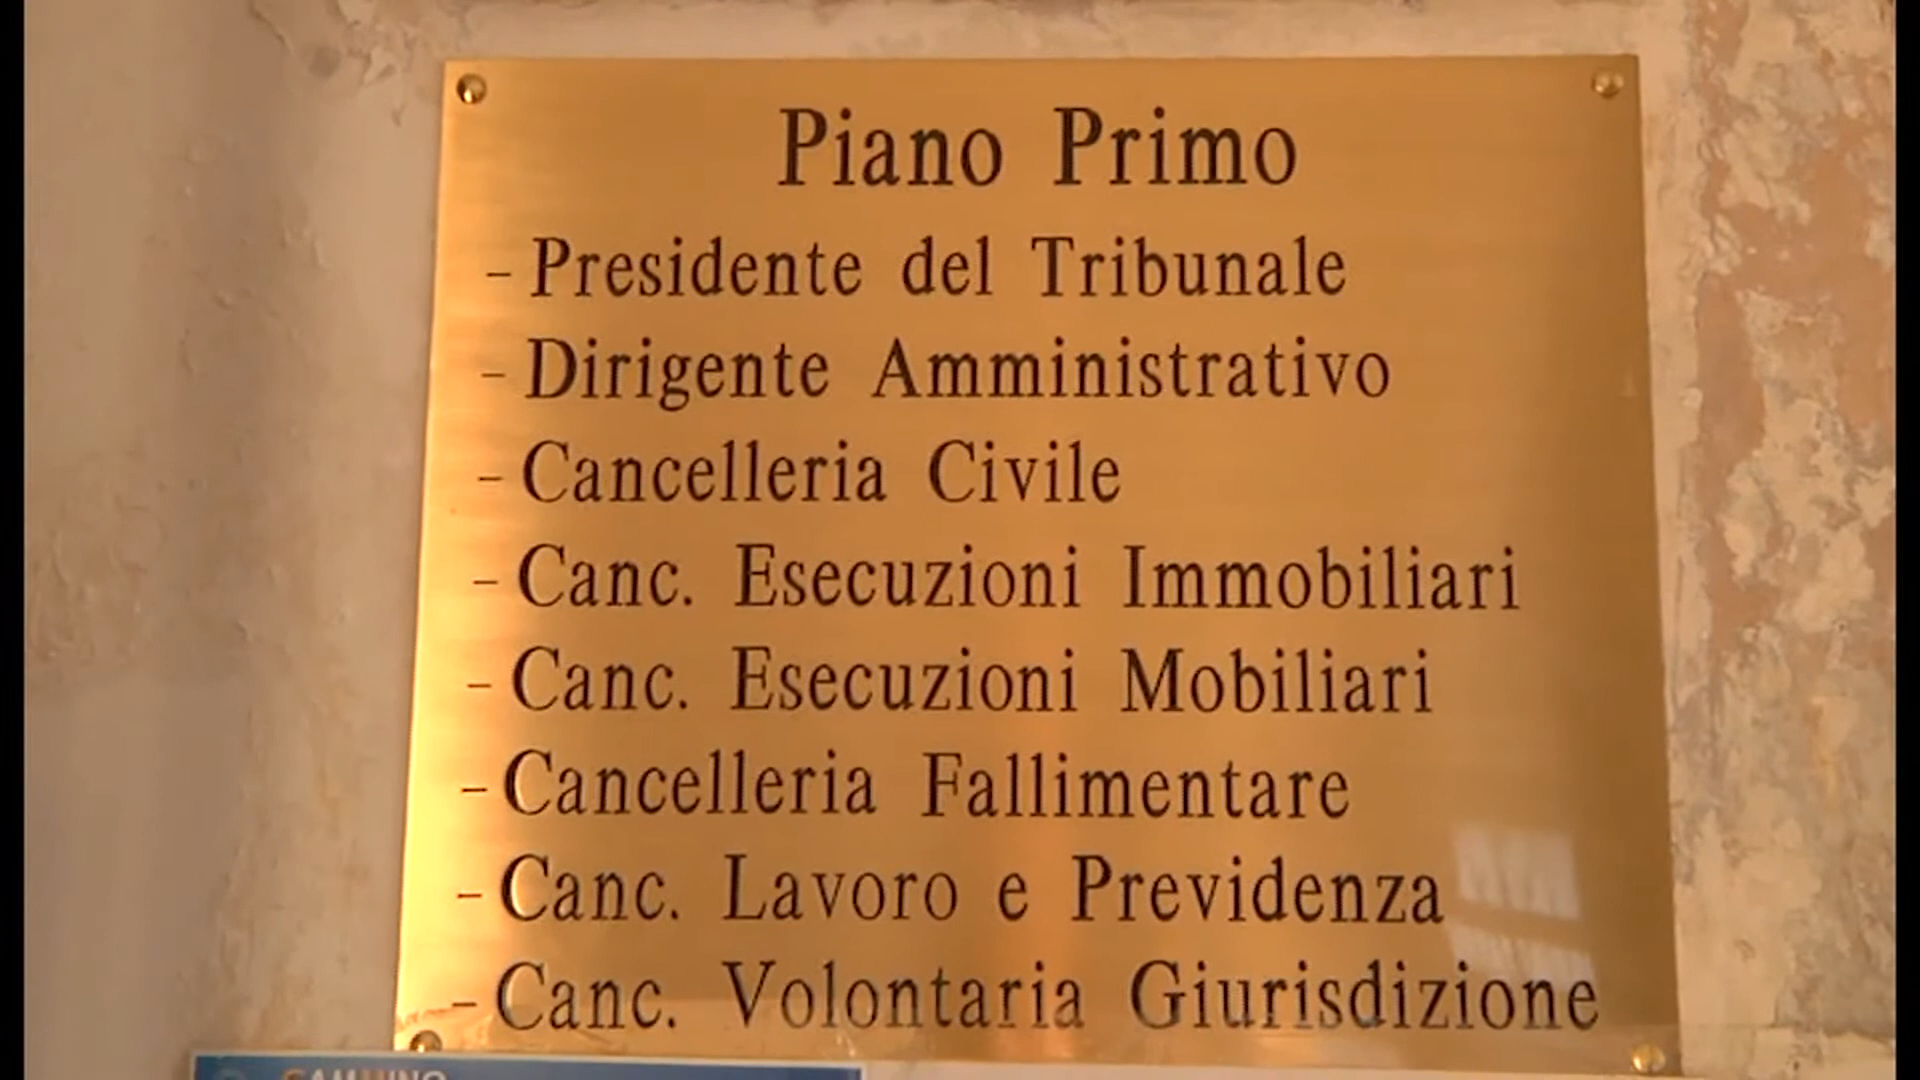 Piano Primo
- Presidente del Tribunale
- Dirigente Amministrativo
- Cancelleria Civile
- Canc. Esecuzioni Immobiliari
- Canc. Esecuzioni Mobiliari
- Cancelleria Fallimentare
- Canc. Lavoro e Previdenza
- Canc. Volontaria Giurisdizione